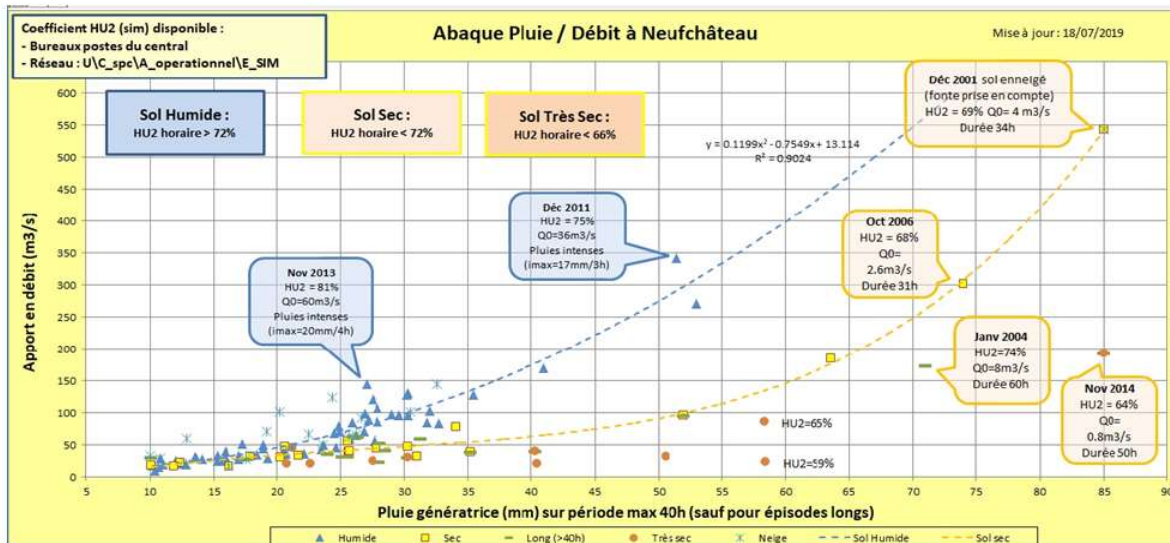 Coefficient HU2 (sim) disponible :
- Bureaux postes du central
- Réseau : U\C_spc\A_operationnel\E_SIM
Abaque Pluie / Débit à Neufchâteau
Mise à jour : 18/07/2019
Sol Humide :
HU2 horaire > 72%
Sol Sec :
HU2 horaire < 72%
Sol Très Sec :
HU2 horaire < 66%
Déc 2001 sol enneigé
(fonte prise en compte)
HU2 = 69% Q0= 4 m3/s
Durée 34h
y = 0.1199x² - 0.7549x + 13.114
R² = 0.9024
Déc 2011
HU2 = 75%
Q0=36m3/s
Pluies intenses
(imax=17mm/3h)
Oct 2006
HU2 = 68%
Q0=
2.6m3/s
Durée 31h
Nov 2013
HU2 = 81%
Q0=60m3/s
Pluies intenses
(imax=20mm/4h)
Janv 2004
HU2=74%
Q0=8m3/s
Durée 60h
Nov 2014
HU2 = 64%
Q0=
0.8m3/s
Durée 50h
HU2=65%
HU2=59%
Apport en débit (m3/s)
600
550
500
450
400
350
300
250
200
150
100
50
0
5 10 15 20 25 30 35 40 45 50 55 60 65 70 75 80 85 90
Pluie génératrice (mm) sur période max 40h (sauf pour épisodes longs)
Humide Sec Long (>40h) Très sec Neige Sol Humide Sol sec